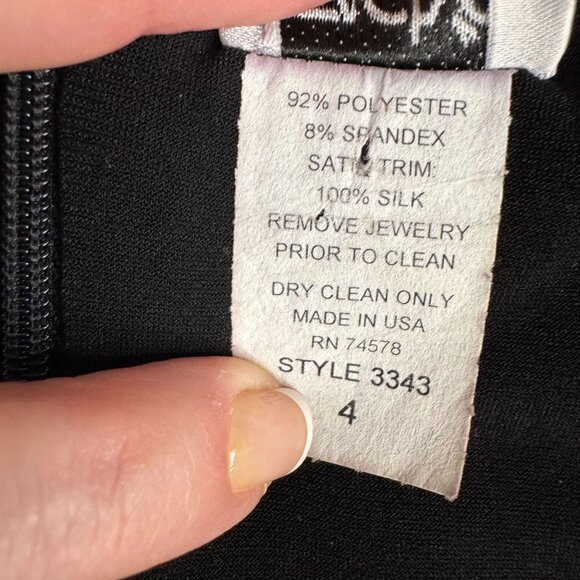 92% POLYESTER
8% SPANDEX
SATIN TRIM:
100% SILK
REMOVE JEWELRY
PRIOR TO CLEAN
DRY CLEAN ONLY
MADE IN USA
RN 74578
STYLE 3343
4